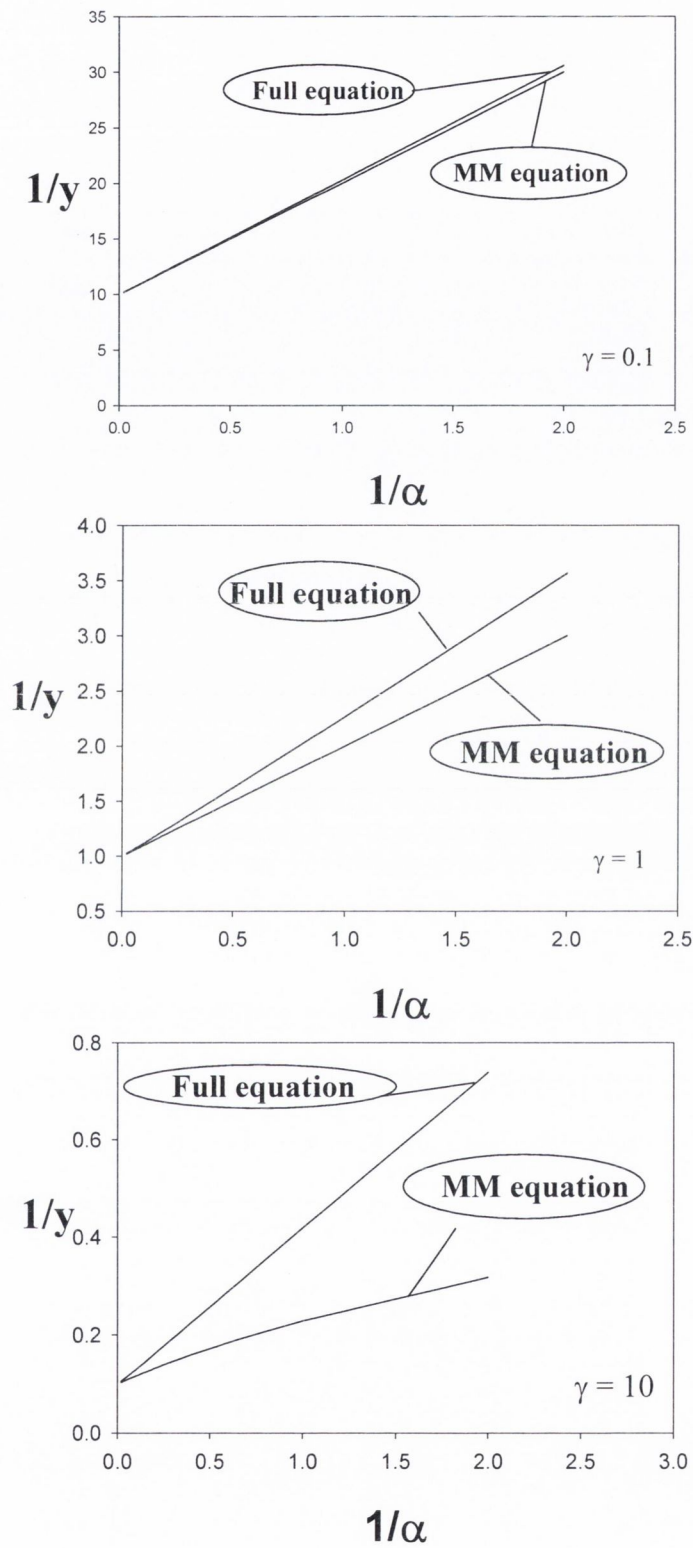 35
30
25
20
15
10
5
0
1/y
Full equation
MM equation
γ = 0.1
0.0 0.5 1.0 1.5 2.0 2.5
1/α
4.0
3.5
3.0
2.5
2.0
1.5
1.0
0.5
1/y
Full equation
MM equation
γ = 1
0.0 0.5 1.0 1.5 2.0 2.5
1/α
0.8
0.6
0.4
0.2
0.0
1/y
Full equation
MM equation
γ = 10
0.0 0.5 1.0 1.5 2.0 2.5 3.0
1/α